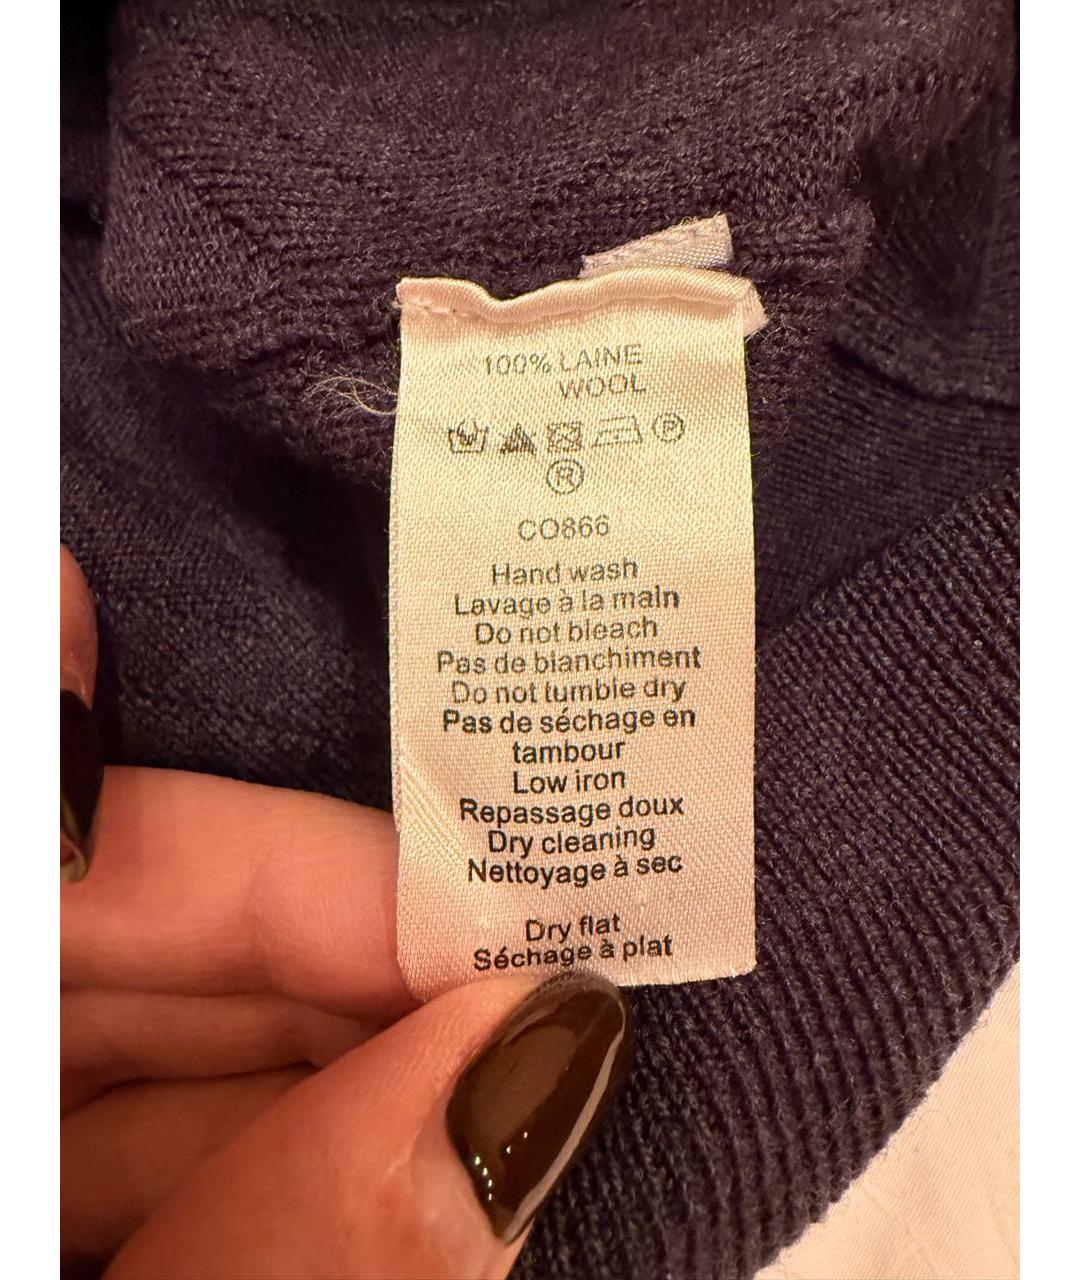 100% LAINE
WOOL
P
®
CO866
Hand wash
Lavage à la main
Do not bleach
Pas de blanchiment
Do not tumble dry
Pas de séchage en
tambour
Low iron
Repassage doux
Dry cleaning
Nettoyage à sec
Dry flat
Séchage à plat